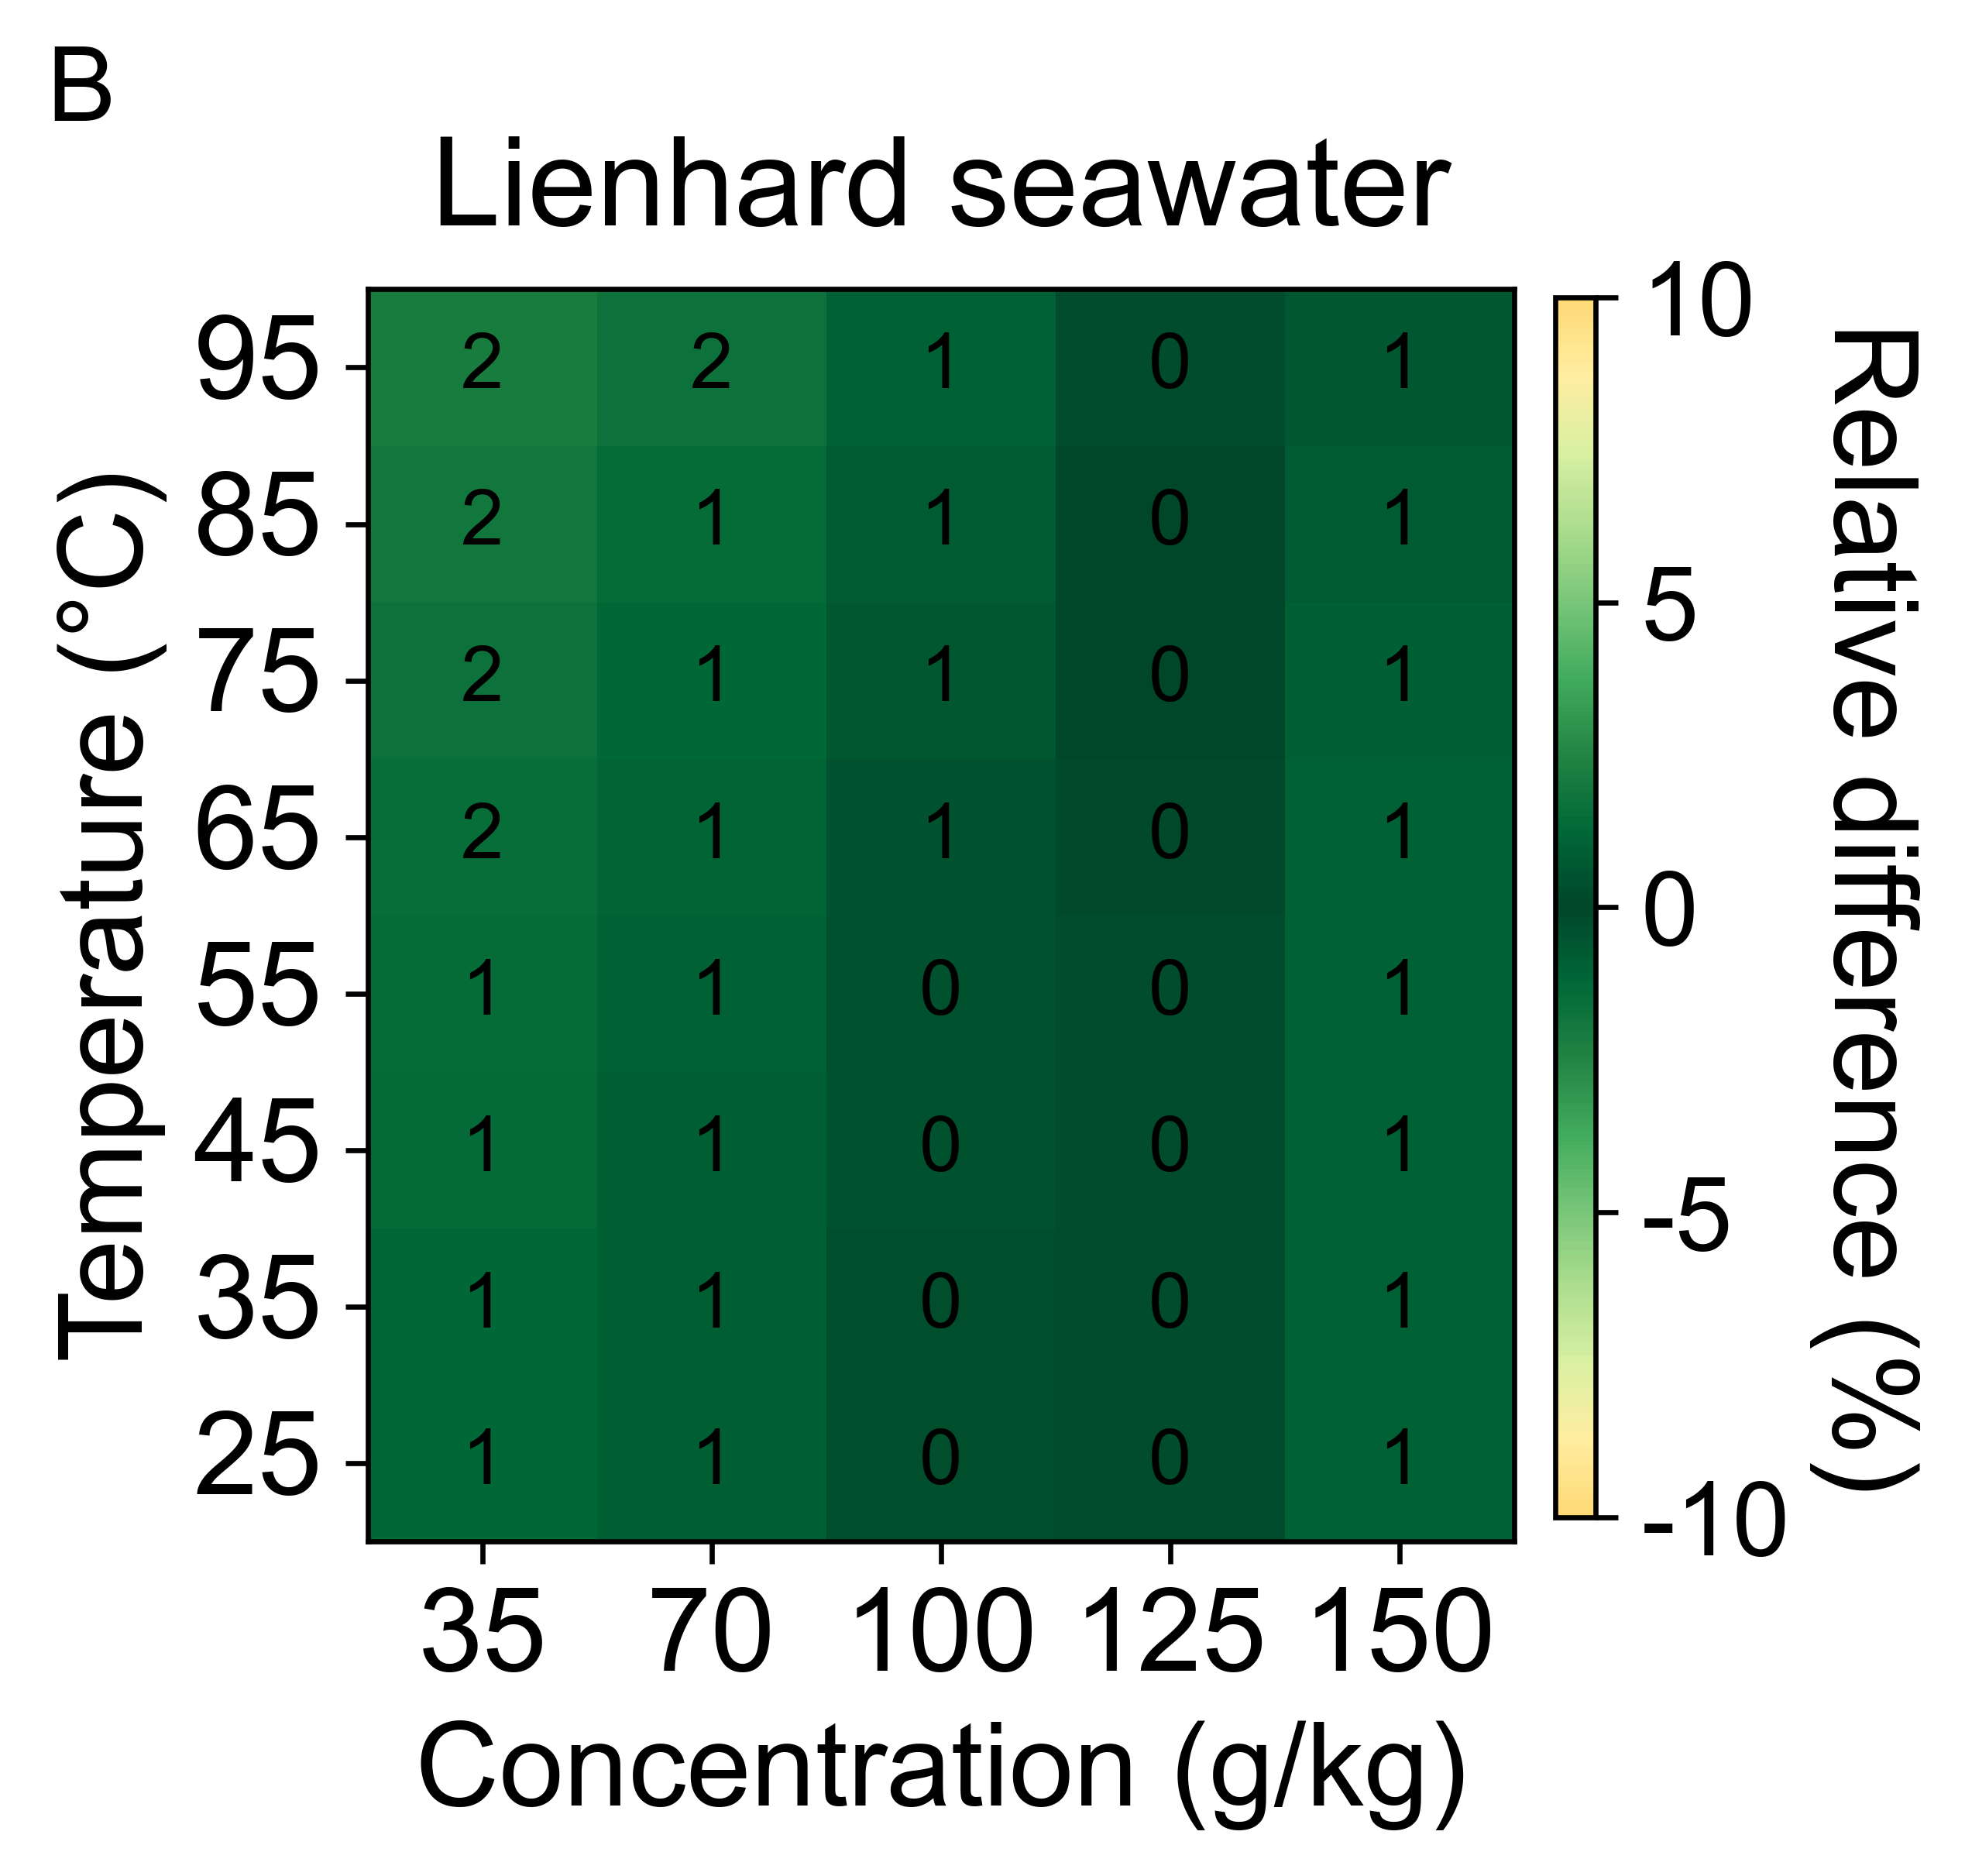 B
Lienhard seawater
95 2 2 1 0 1
85 2 1 1 0 1
75 2 1 1 0 1
65 2 1 1 0 1
55 1 1 0 0 1
45 1 1 0 0 1
35 1 1 0 0 1
25 1 1 0 0 1
35 70 100 125 150
Concentration (g/kg)
Temperature (°C)
10
5
0
-5
-10
Relative difference (%)